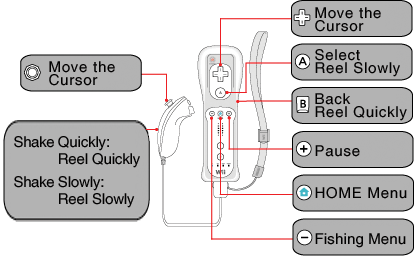 Move the
Cursor
Shake Quickly:
Reel Quickly
Shake Slowly:
Reel Slowly
A
Wii
Move the
Cursor
A Select
Reel Slowly
B Back
Reel Quickly
+ Pause
HOME Menu
− Fishing Menu